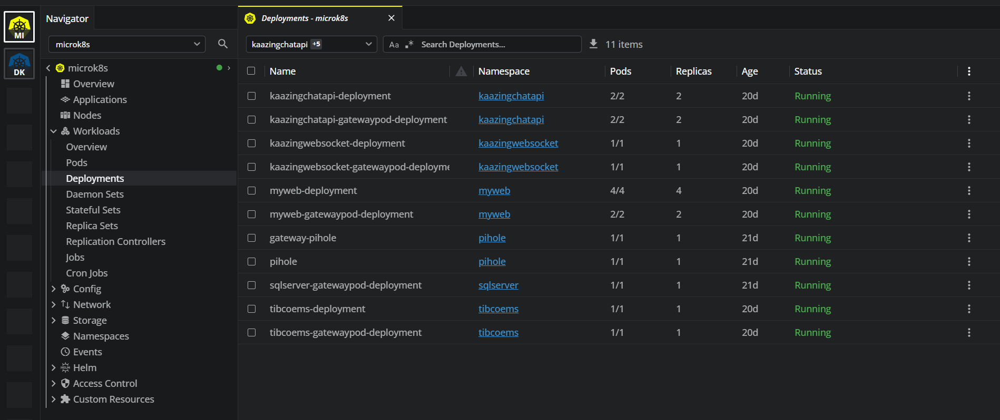 Navigator
Deployments - microk8s
MI
microk8s
kaazingchatapi +5
Aa .* Search Deployments...
11 items
DK
microk8s
Overview
Applications
Nodes
Workloads
Overview
Pods
Deployments
Daemon Sets
Stateful Sets
Replica Sets
Replication Controllers
Jobs
Cron Jobs
Config
Network
Storage
Namespaces
Events
HELM Helm
Access Control
Custom Resources
Name Namespace Pods Replicas Age Status
kaazingchatapi-deployment kaazingchatapi 2/2 2 20d Running
kaazingchatapi-gatewaypod-deployment kaazingchatapi 2/2 2 20d Running
kaazingwebsocket-deployment kaazingwebsocket 1/1 1 20d Running
kaazingwebsocket-gatewaypod-deployme kaazingwebsocket 1/1 1 20d Running
myweb-deployment myweb 4/4 4 20d Running
myweb-gatewaypod-deployment myweb 2/2 2 20d Running
gateway-pihole pihole 1/1 1 21d Running
pihole pihole 1/1 1 21d Running
sqlserver-gatewaypod-deployment sqlserver 1/1 1 21d Running
tibcoems-deployment tibcoems 1/1 1 20d Running
tibcoems-gatewaypod-deployment tibcoems 1/1 1 20d Running